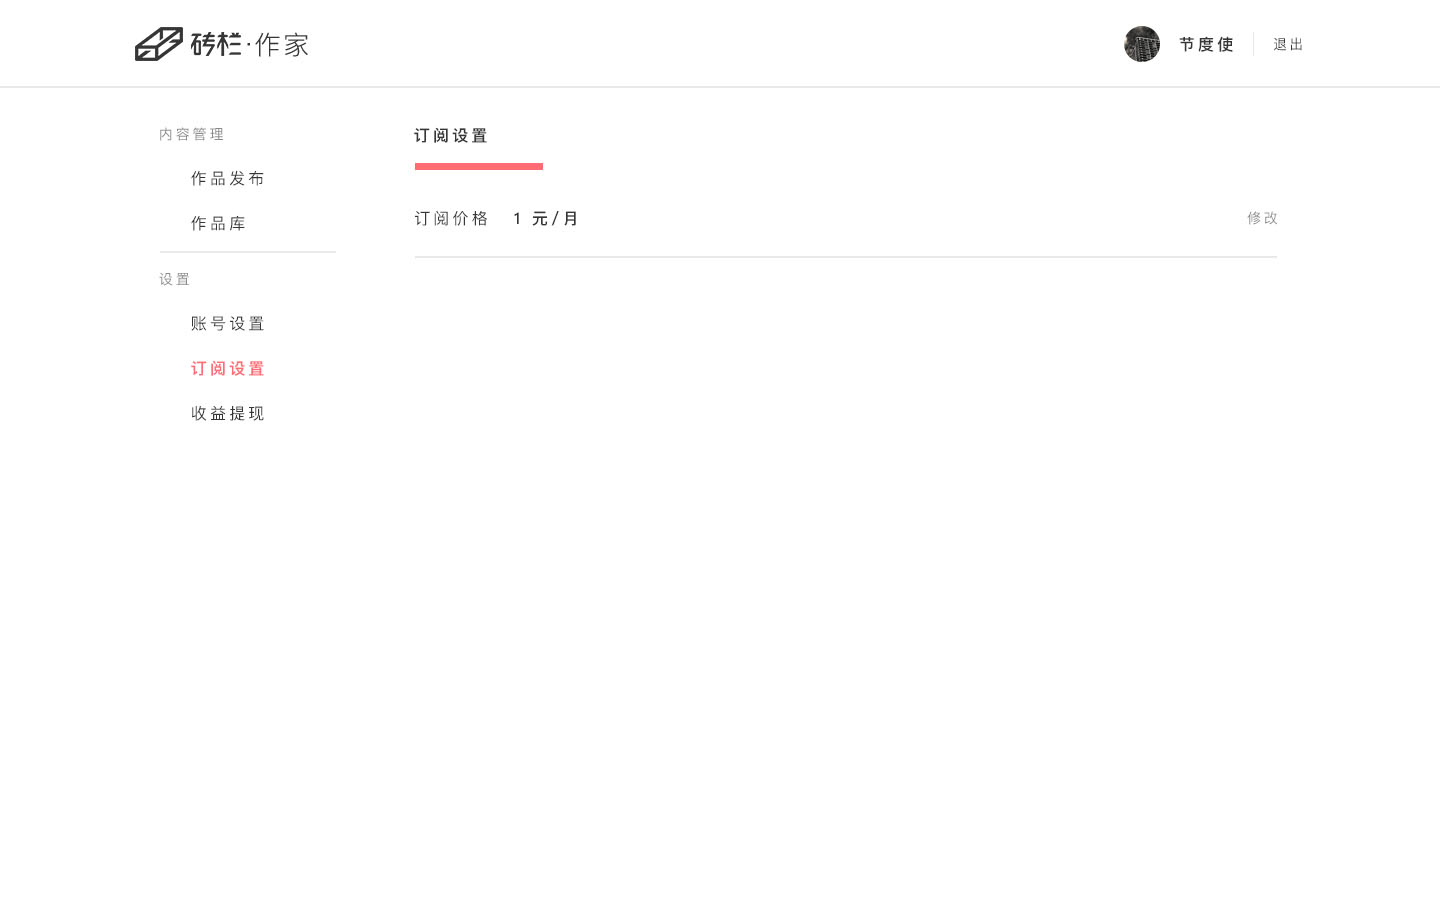 砖栏·作家
节度使
退出
内容管理
作品发布
作品库
设置
账号设置
订阅设置
收益提现
订阅设置
订阅价格 1 元/月
修改